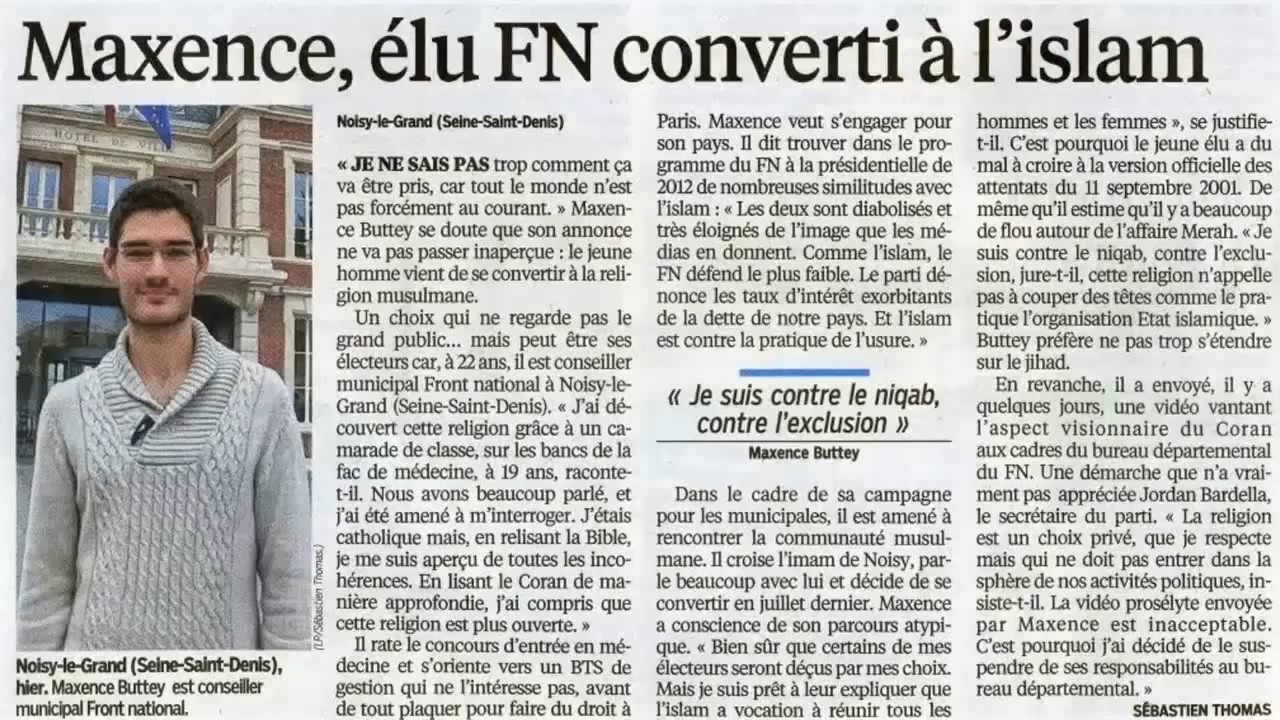 Maxence, élu FN converti à l'islam
HÔTEL DE VILLE
(LP/Sébastien Thomas.)
Noisy-le-Grand (Seine-Saint-Denis),
hier. Maxence Buttey est conseiller
municipal Front national.
Noisy-le-Grand (Seine-Saint-Denis)
« JE NE SAIS PAS trop comment ça
va être pris, car tout le monde n'est
pas forcément au courant. » Maxen-
ce Buttey se doute que son annonce
ne va pas passer inaperçue : le jeune
homme vient de se convertir à la reli-
gion musulmane.
Un choix qui ne regarde pas le
grand public... mais peut être ses
électeurs car, à 22 ans, il est conseiller
municipal Front national à Noisy-le-
Grand (Seine-Saint-Denis). « J'ai dé-
couvert cette religion grâce à un ca-
marade de classe, sur les bancs de la
fac de médecine, à 19 ans, raconte-
t-il. Nous avons beaucoup parlé, et
j'ai été amené à m'interroger. J'étais
catholique mais, en relisant la Bible,
je me suis aperçu de toutes les inco-
hérences. En lisant le Coran de ma-
nière approfondie, j'ai compris que
cette religion est plus ouverte. »
Il rate le concours d'entrée en mé-
decine et s'oriente vers un BTS de
gestion qui ne l'intéresse pas, avant
de tout plaquer pour faire du droit à
Paris. Maxence veut s'engager pour
son pays. Il dit trouver dans le pro-
gramme du FN à la présidentielle de
2012 de nombreuses similitudes avec
l'islam : « Les deux sont diabolisés et
très éloignés de l'image que les mé-
dias en donnent. Comme l'islam, le
FN défend le plus faible. Le parti dé-
nonce les taux d'intérêt exorbitants
de la dette de notre pays. Et l'islam
est contre la pratique de l'usure. »
« Je suis contre le niqab,
contre l'exclusion »
Maxence Buttey
Dans le cadre de sa campagne
pour les municipales, il est amené à
rencontrer la communauté musul-
mane. Il croise l'imam de Noisy, par-
le beaucoup avec lui et décide de se
convertir en juillet dernier. Maxence
a conscience de son parcours atypi-
que. « Bien sûr que certains de mes
électeurs seront déçus par mes choix.
Mais je suis prêt à leur expliquer que
l'islam a vocation à réunir tous les
hommes et les femmes », se justifie-
t-il. C'est pourquoi le jeune élu a du
mal à croire à la version officielle des
attentats du 11 septembre 2001. De
même qu'il estime qu'il y a beaucoup
de flou autour de l'affaire Merah. « Je
suis contre le niqab, contre l'exclu-
sion, jure-t-il, cette religion n'appelle
pas à couper des têtes comme le pra-
tique l'organisation Etat islamique. »
Buttey préfère ne pas trop s'étendre
sur le jihad.
En revanche, il a envoyé, il y a
quelques jours, une vidéo vantant
l'aspect visionnaire du Coran
aux cadres du bureau départemental
du FN. Une démarche que n'a vrai-
ment pas appréciée Jordan Bardella,
le secrétaire du parti. « La religion
est un choix privé, que je respecte
mais qui ne doit pas entrer dans la
sphère de nos activités politiques, in-
siste-t-il. La vidéo prosélyte envoyée
par Maxence est inacceptable.
C'est pourquoi j'ai décidé de le sus-
pendre de ses responsabilités au bu-
reau départemental. »
SÉBASTIEN THOMAS